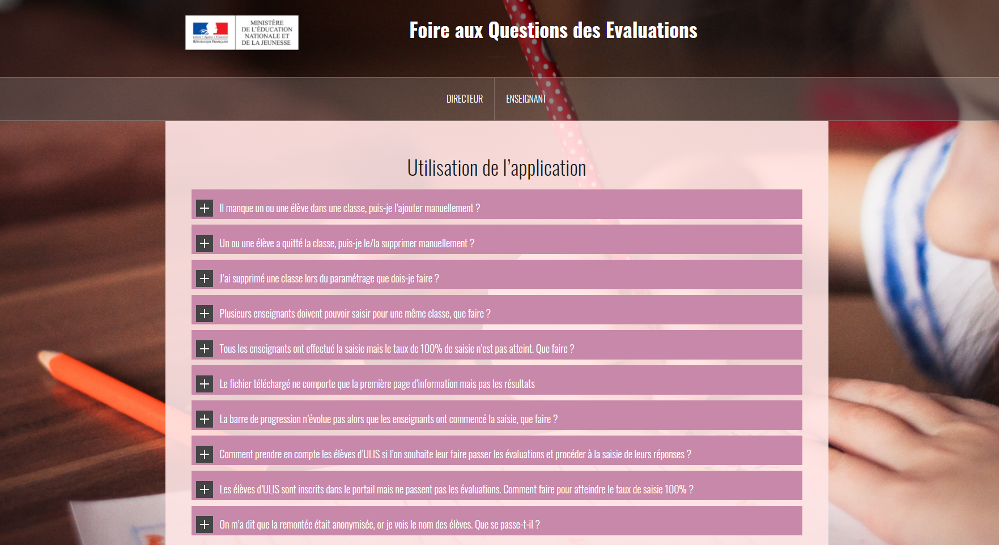 MINISTÈRE
DE L'ÉDUCATION
NATIONALE ET
DE LA JEUNESSE
Liberté • Égalité • Fraternité
RÉPUBLIQUE FRANÇAISE
Foire aux Questions des Evaluations
DIRECTEUR
ENSEIGNANT
Utilisation de l’application
Il manque un ou une élève dans une classe, puis-je l’ajouter manuellement ?
Un ou une élève a quitté la classe, puis-je le/la supprimer manuellement ?
J’ai supprimé une classe lors du paramétrage que dois-je faire ?
Plusieurs enseignants doivent pouvoir saisir pour une même classe, que faire ?
Tous les enseignants ont effectué la saisie mais le taux de 100% de saisie n’est pas atteint. Que faire ?
Le fichier téléchargé ne comporte que la première page d’information mais pas les résultats
La barre de progression n’évolue pas alors que les enseignants ont commencé la saisie, que faire ?
Comment prendre en compte les élèves d’ULIS si l’on souhaite leur faire passer les évaluations et procéder à la saisie de leurs réponses ?
Les élèves d’ULIS sont inscrits dans le portail mais ne passent pas les évaluations. Comment faire pour atteindre le taux de saisie 100% ?
On m’a dit que la remontée était anonymisée, or je vois le nom des élèves. Que se passe-t-il ?